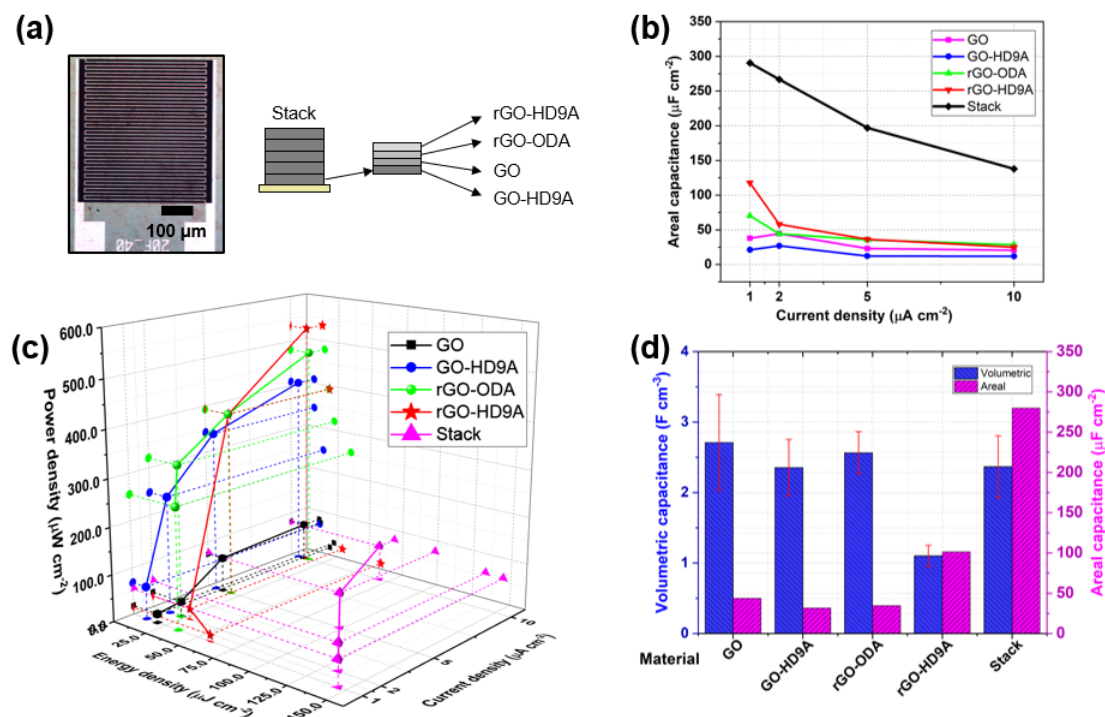 (a)
Stack
rGO-HD9A
rGO-ODA
GO
GO-HD9A
100 μm
20F_40
(b)
Areal capacitance (μF cm⁻²)
350
300
250
200
150
100
50
0
GO
GO-HD9A
rGO-ODA
rGO-HD9A
Stack
1 2 5 10
Current density (μA cm⁻²)
(c)
Power density (μW cm⁻²)
600.0
500.0
400.0
300.0
200.0
100.0
GO
GO-HD9A
rGO-ODA
rGO-HD9A
Stack
25.0
50.0
75.0
100.0
125.0
150.0
Energy density (μJ cm⁻²)
1
2
5
10
Current density (μA cm⁻²)
(d)
Volumetric capacitance (F cm⁻³)
4
3
2
1
0
Volumetric
Areal
350
300
250
200
150
100
50
0
Areal capacitance (μF cm⁻²)
Material
GO
GO-HD9A
rGO-ODA
rGO-HD9A
Stack